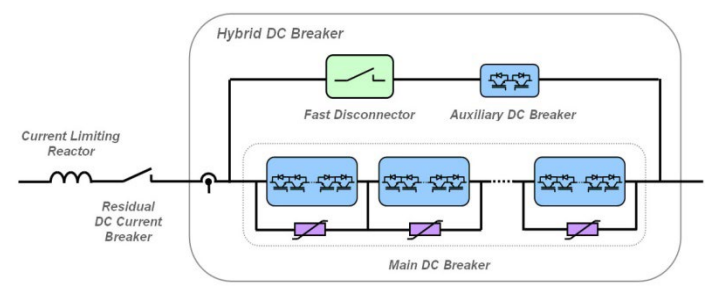 Hybrid DC Breaker
Fast Disconnector
Auxiliary DC Breaker
Current Limiting
Reactor
Residual
DC Current
Breaker
Main DC Breaker